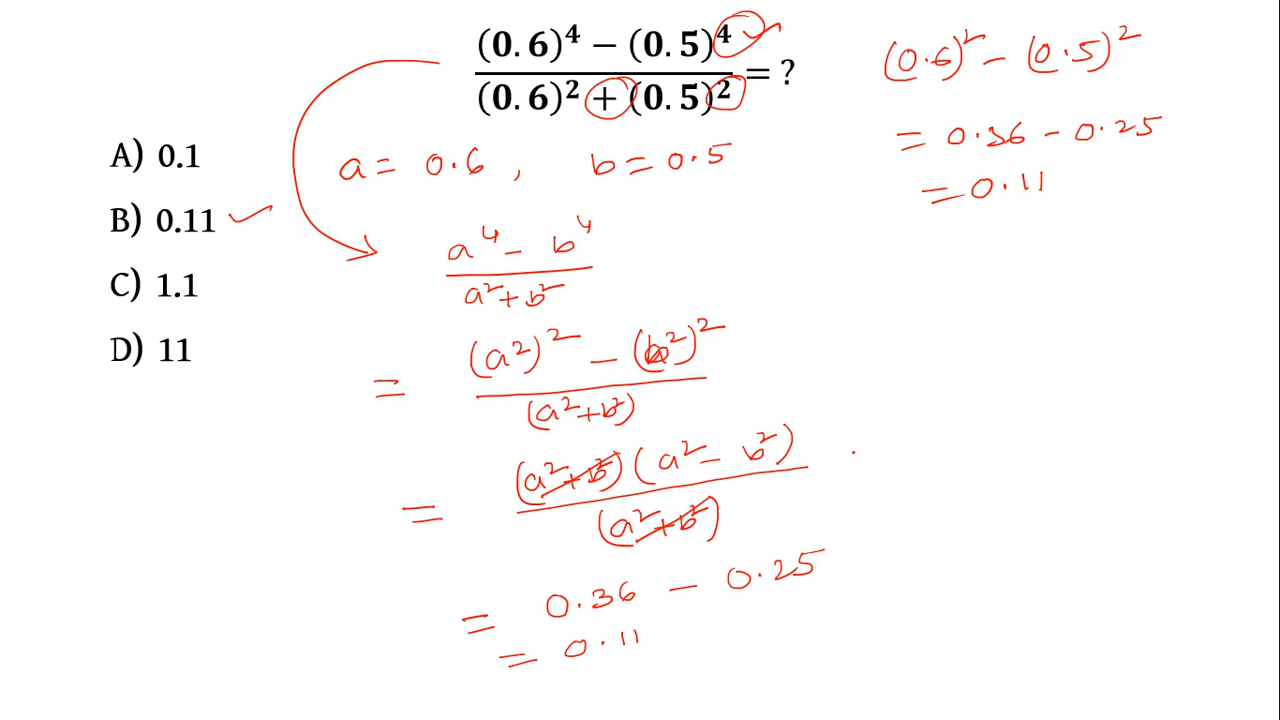 (0.6)⁴ − (0.5)⁴
(0.6)² + (0.5)²
= ?
A) 0.1
B) 0.11 ✓
C) 1.1
D) 11
a = 0.6 , b = 0.5
a⁴ − b⁴
a² + b²
= (a²)² − (b²)²
(a² + b²)
= (a² + b²) (a² − b²)
(a² + b²)
= 0.36 − 0.25
= 0.11
(0.6)² − (0.5)²
= 0.36 − 0.25
= 0.11